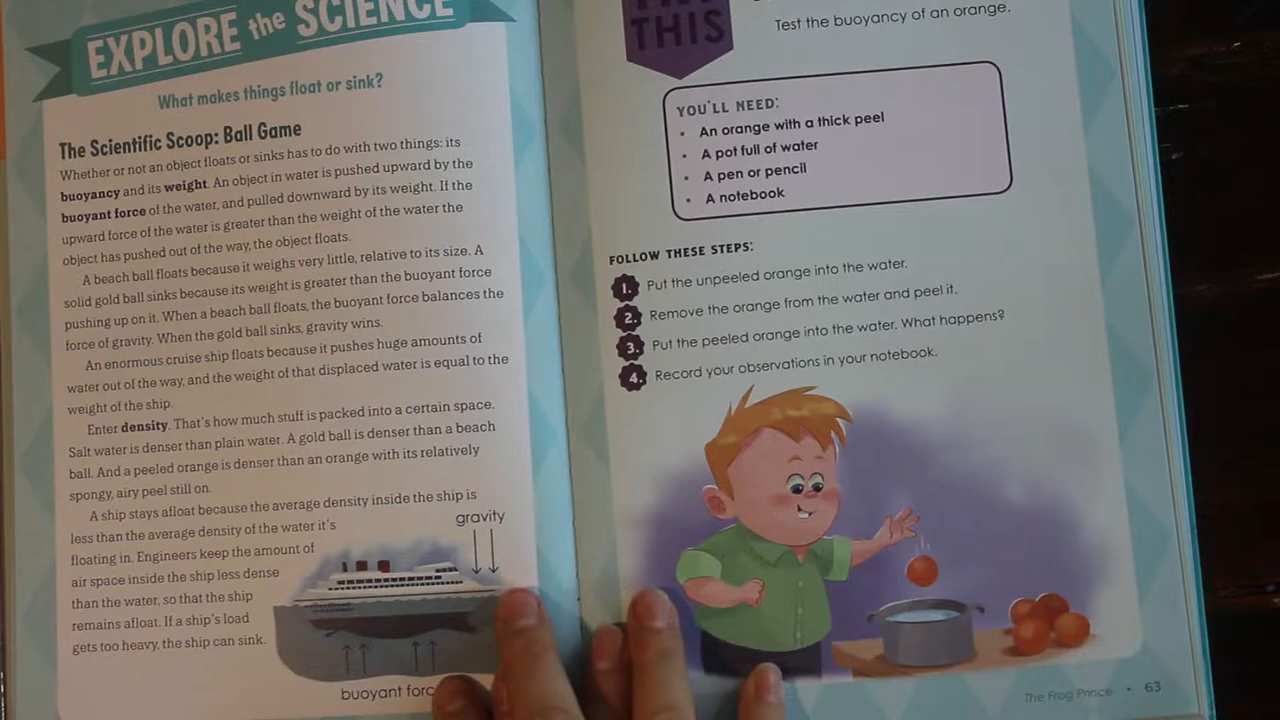 EXPLORE the SCIENCE
What makes things float or sink?
The Scientific Scoop: Ball Game
Whether or not an object floats or sinks has to do with two things: its
buoyancy and its weight. An object in water is pushed upward by the
buoyant force of the water, and pulled downward by its weight. If the
upward force of the water is greater than the weight of the water the
object has pushed out of the way, the object floats.
A beach ball floats because it weighs very little, relative to its size. A
solid gold ball sinks because its weight is greater than the buoyant force
pushing up on it. When a beach ball floats, the buoyant force balances the
force of gravity. When the gold ball sinks, gravity wins.
An enormous cruise ship floats because it pushes huge amounts of
water out of the way, and the weight of that displaced water is equal to the
weight of the ship.
Enter density. That's how much stuff is packed into a certain space.
Salt water is denser than plain water. A gold ball is denser than a beach
ball. And a peeled orange is denser than an orange with its relatively
spongy, airy peel still on.
A ship stays afloat because the average density inside the ship is
less than the average density of the water it's
floating in. Engineers keep the amount of
air space inside the ship less dense
than the water, so that the ship
remains afloat. If a ship's load
gets too heavy, the ship can sink.
gravity
buoyant forc
THIS
Test the buoyancy of an orange.
YOU'LL NEED:
• An orange with a thick peel
• A pot full of water
• A pen or pencil
• A notebook
FOLLOW THESE STEPS:
1. Put the unpeeled orange into the water.
2. Remove the orange from the water and peel it.
3. Put the peeled orange into the water. What happens?
4. Record your observations in your notebook.
The Frog Prince • 63